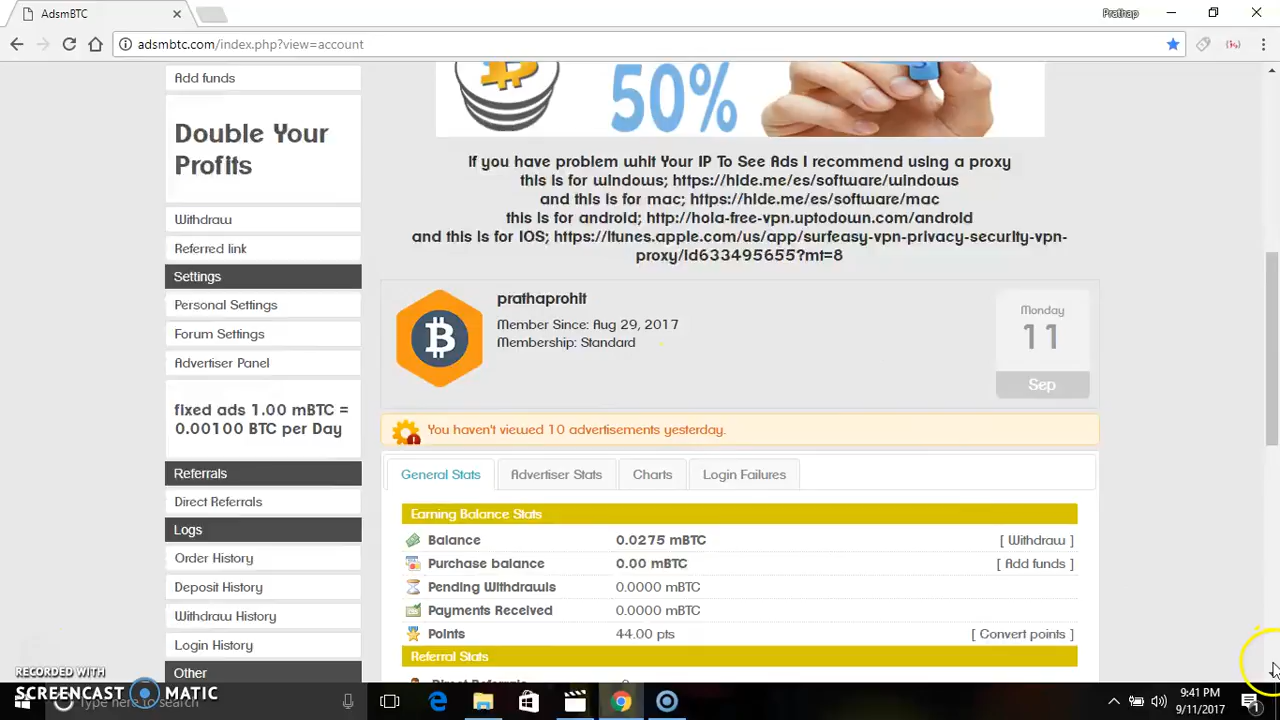 AdsmBTC
Prathap
adsmbtc.com/index.php?view=account
Add funds
Double Your
Profits
Withdraw
Referred link
Settings
Personal Settings
Forum Settings
Advertiser Panel
fixed ads 1.00 mBTC =
0.00100 BTC per Day
Referrals
Direct Referrals
Logs
Order History
Deposit History
Withdraw History
Login History
Other
50%
If you have problem whit Your IP To See Ads I recommend using a proxy
this is for windows; https://hide.me/es/software/windows
and this is for mac; https://hide.me/es/software/mac
this is for android; http://hola-free-vpn.uptodown.com/android
and this is for IOS; https://itunes.apple.com/us/app/surfeasy-vpn-privacy-security-vpn-
proxy/id633495655?mt=8
prathaprohit
Member Since: Aug 29, 2017
Membership: Standard
Monday
11
Sep
You haven't viewed 10 advertisements yesterday.
General Stats Advertiser Stats Charts Login Failures
Earning Balance Stats
Balance 0.0275 mBTC [ Withdraw ]
Purchase balance 0.00 mBTC [ Add funds ]
Pending Withdrawls 0.0000 mBTC
Payments Received 0.0000 mBTC
Points 44.00 pts [ Convert points ]
Referral Stats
Direct Referrals
RECORDED WITH
SCREENCAST MATIC
Type here to search
9:41 PM
9/11/2017